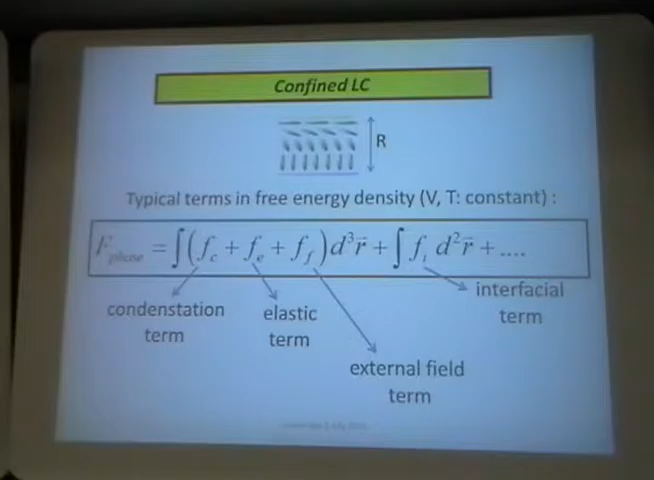 Confined LC
R
Typical terms in free energy density (V, T: constant) :
F_phase = ∫(f_c + f_e + f_f) d³r⃗ + ∫ f_i d²r⃗ + ....
condenstation
term
elastic
term
external field
term
interfacial
term